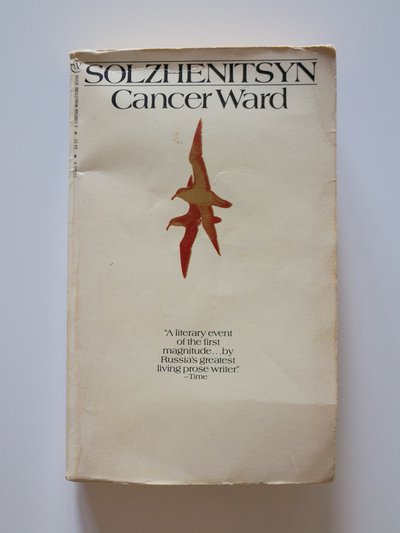 SOLZHENITSYN
Cancer Ward
"A literary event
of the first
magnitude...by
Russia's greatest
living prose writer."
—Time